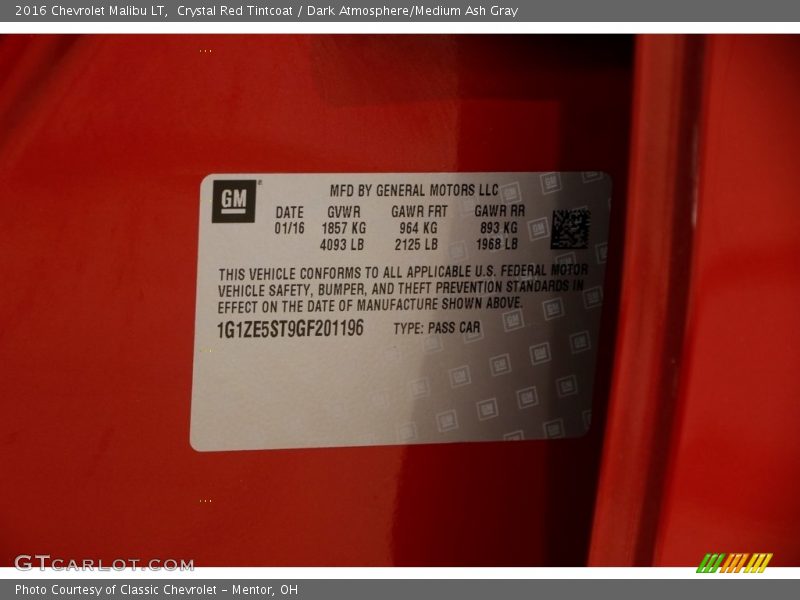 2016 Chevrolet Malibu LT, Crystal Red Tintcoat / Dark Atmosphere/Medium Ash Gray
GM®
MFD BY GENERAL MOTORS LLC
DATE GVWR GAWR FRT GAWR RR
01/16 1857 KG 964 KG 893 KG
4093 LB 2125 LB 1968 LB
THIS VEHICLE CONFORMS TO ALL APPLICABLE U.S. FEDERAL MOTOR
VEHICLE SAFETY, BUMPER, AND THEFT PREVENTION STANDARDS IN
EFFECT ON THE DATE OF MANUFACTURE SHOWN ABOVE.
1G1ZE5ST9GF201196 TYPE: PASS CAR
GTCARLOT.COM
Photo Courtesy of Classic Chevrolet - Mentor, OH